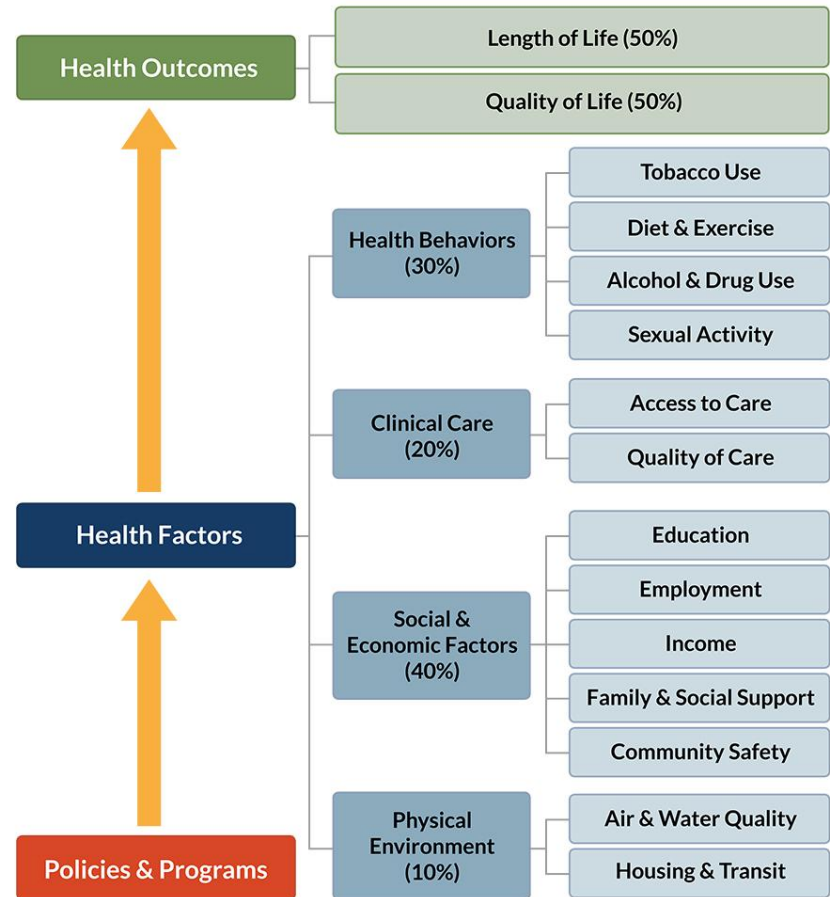 Health Outcomes
Length of Life (50%)
Quality of Life (50%)
Health Factors
Health Behaviors
(30%)
Tobacco Use
Diet & Exercise
Alcohol & Drug Use
Sexual Activity
Clinical Care
(20%)
Access to Care
Quality of Care
Social &
Economic Factors
(40%)
Education
Employment
Income
Family & Social Support
Community Safety
Physical
Environment
(10%)
Air & Water Quality
Housing & Transit
Policies & Programs